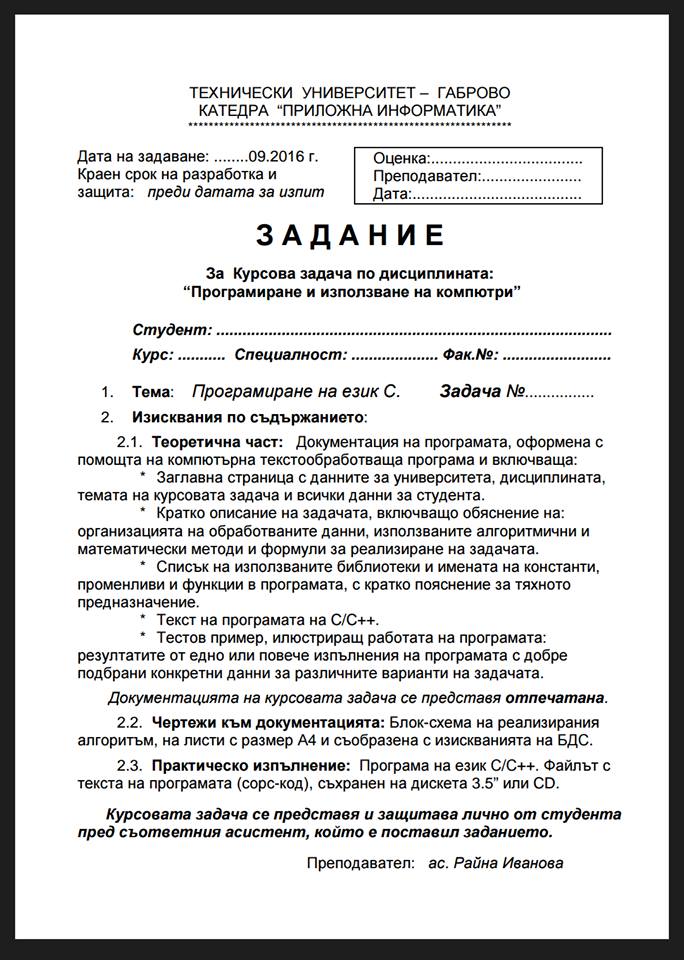 ТЕХНИЧЕСКИ УНИВЕРСИТЕТ – ГАБРОВО
КАТЕДРА “ПРИЛОЖНА ИНФОРМАТИКА”
***************************************************************
Дата на задаване: ........09.2016 г.
Краен срок на разработка и
защита: преди датата за изпит
Оценка:...................................
Преподавател:.......................
Дата:.......................................
З А Д А Н И Е
За Курсова задача по дисциплината:
“Програмиране и използване на компютри”
Студент: ......................................................................................
Курс: ........... Специалност: .................... Фак.№: .........................
1. Тема: Програмиране на език С. Задача №................
2. Изисквания по съдържанието:
2.1. Теоретична част: Документация на програмата, оформена с
помощта на компютърна текстообработваща програма и включваща:
* Заглавна страница с данните за университета, дисциплината,
темата на курсовата задача и всички данни за студента.
* Кратко описание на задачата, включващо обяснение на:
организацията на обработваните данни, използваните алгоритмични и
математически методи и формули за реализиране на задачата.
* Списък на използваните библиотеки и имената на константи,
променливи и функции в програмата, с кратко пояснение за тяхното
предназначение.
* Текст на програмата на С/С++.
* Тестов пример, илюстриращ работата на програмата:
резултатите от едно или повече изпълнения на програмата с добре
подбрани конкретни данни за различните варианти на задачата.
Документацията на курсовата задача се представя отпечатана.
2.2. Чертежи към документацията: Блок-схема на реализирания
алгоритъм, на листи с размер А4 и съобразена с изискванията на БДС.
2.3. Практическо изпълнение: Програма на език С/С++. Файлът с
текста на програмата (сорс-код), съхранен на дискета 3.5” или CD.
Курсовата задача се представя и защитава лично от студента
пред съответния асистент, който е поставил заданието.
Преподавател: ас. Райна Иванова